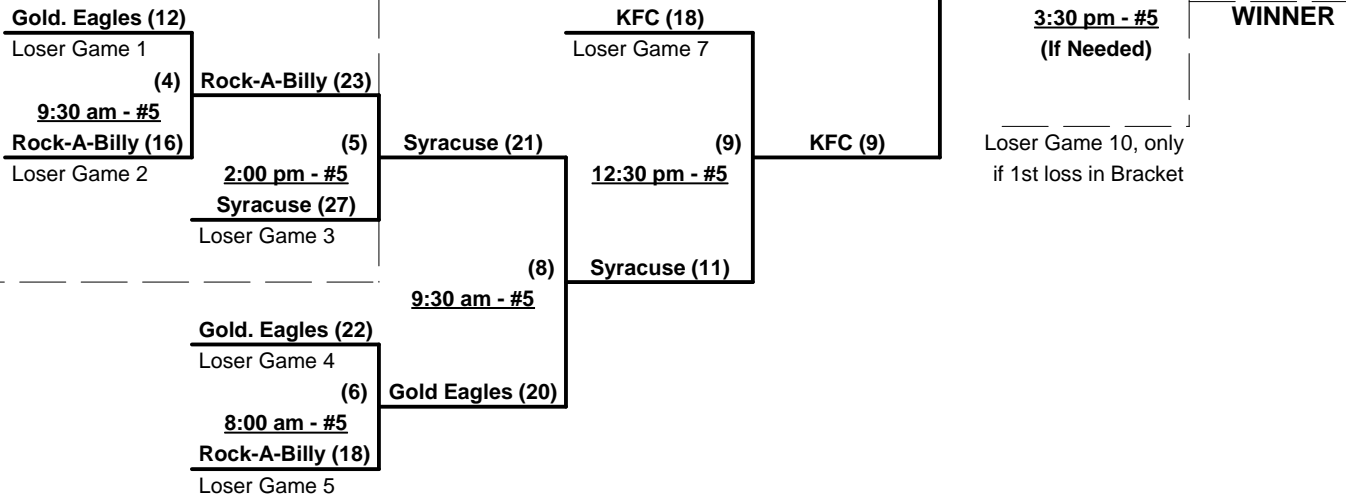 Gold. Eagles (12)
KFC (18)
3:30 pm - #5
WINNER
Loser Game 1
Loser Game 7
(If Needed)
(4)
Rock-A-Billy (23)
9:30 am - #5
Rock-A-Billy (16)
(5)
Syracuse (21)
(9)
KFC (9)
Loser Game 10, only
Loser Game 2
2:00 pm - #5
12:30 pm - #5
if 1st loss in Bracket
Syracuse (27)
Loser Game 3
(8)
Syracuse (11)
9:30 am - #5
Gold. Eagles (22)
Loser Game 4
(6)
Gold Eagles (20)
8:00 am - #5
Rock-A-Billy (18)
Loser Game 5